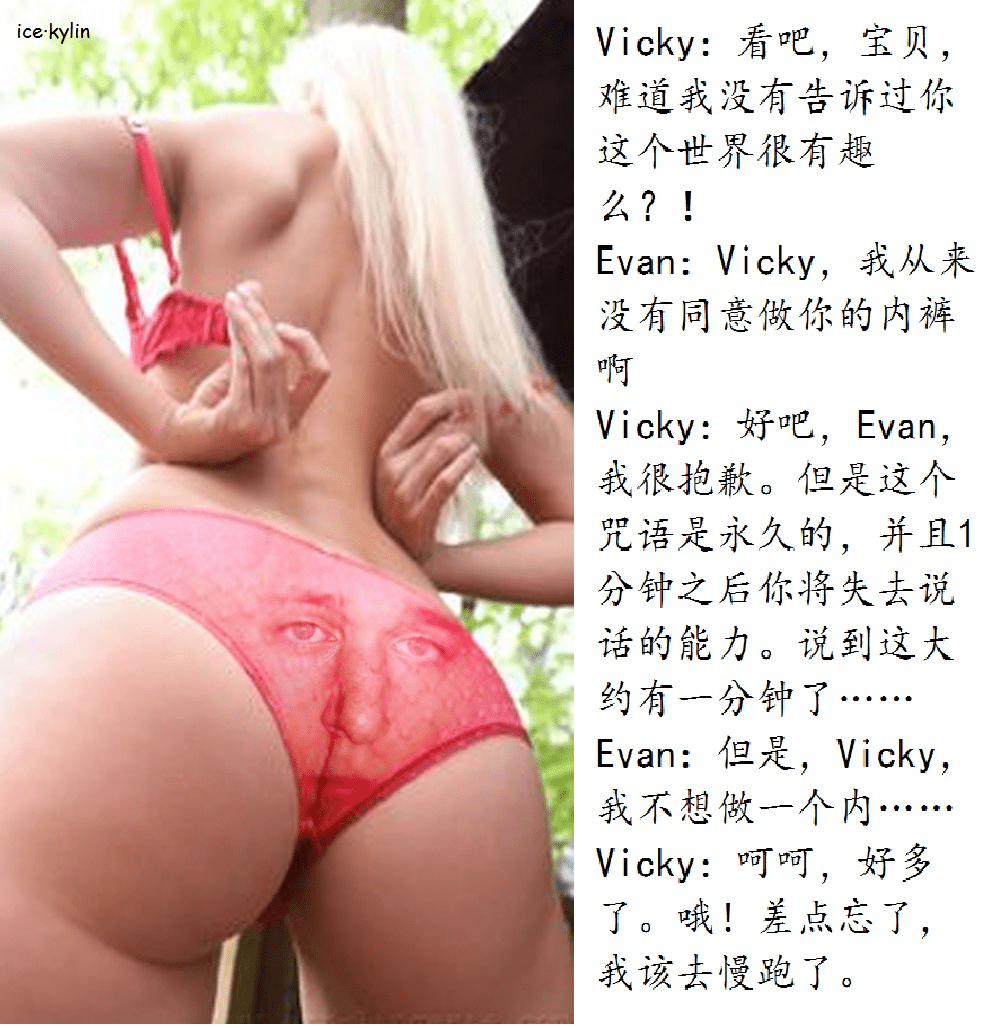 ice·kylin
Vicky：看吧，宝贝，
难道我没有告诉过你
这个世界很有趣
么？！
Evan：Vicky，我从来
没有同意做你的内裤
啊
Vicky：好吧，Evan，
我很抱歉。但是这个
咒语是永久的，并且1
分钟之后你将失去说
话的能力。说到这大
约有一分钟了……
Evan：但是，Vicky，
我不想做一个内……
Vicky：呵呵，好多
了。哦！差点忘了，
我该去慢跑了。